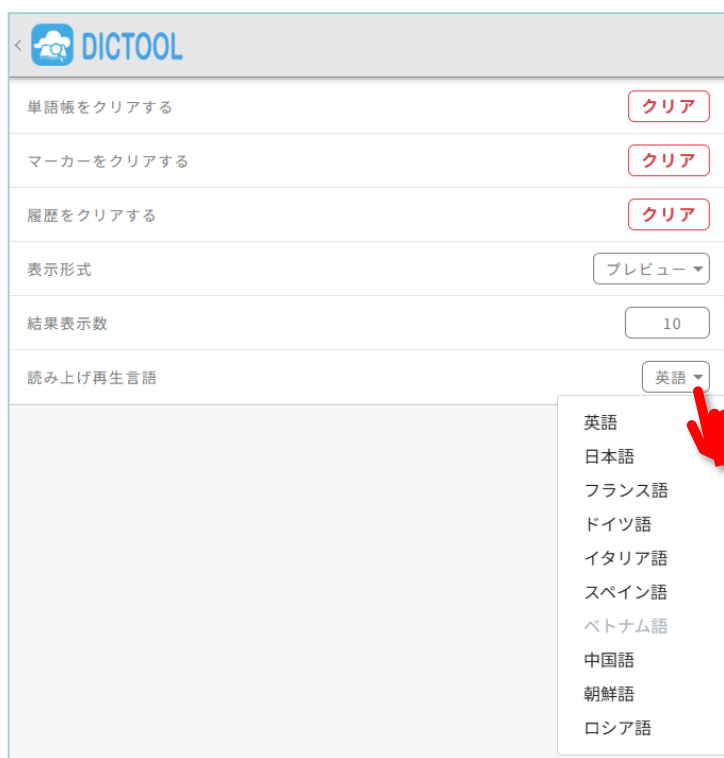 DICTOOL
単語帳をクリアする クリア
マーカーをクリアする クリア
履歴をクリアする クリア
表示形式 プレビュー
結果表示数 10
読み上げ再生言語 英語
英語
日本語
フランス語
ドイツ語
イタリア語
スペイン語
ベトナム語
中国語
朝鮮語
ロシア語